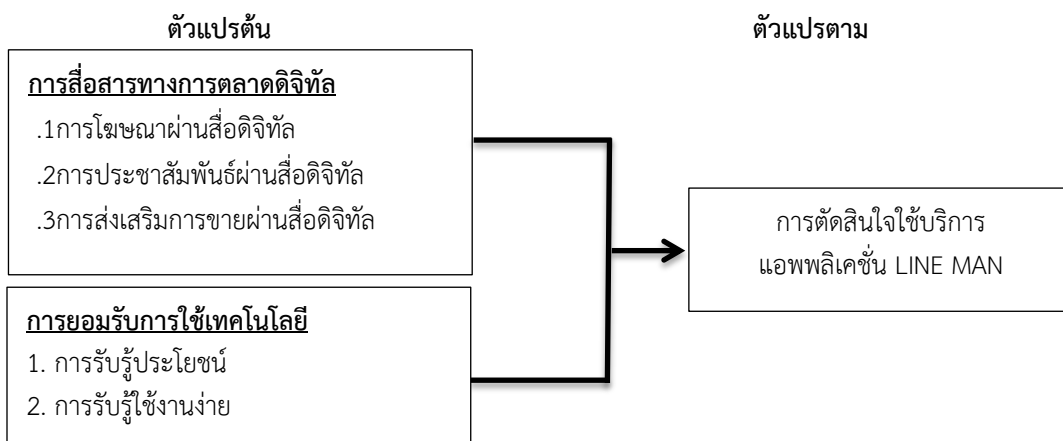 ตัวแปรต้น
ตัวแปรตาม
การสื่อสารทางการตลาดดิจิทัล
.1การโฆษณาผ่านสื่อดิจิทัล
.2การประชาสัมพันธ์ผ่านสื่อดิจิทัล
.3การส่งเสริมการขายผ่านสื่อดิจิทัล
การยอมรับการใช้เทคโนโลยี
1. การรับรู้ประโยชน์
2. การรับรู้ใช้งานง่าย
การตัดสินใจใช้บริการ
แอพพลิเคชั่น LINE MAN